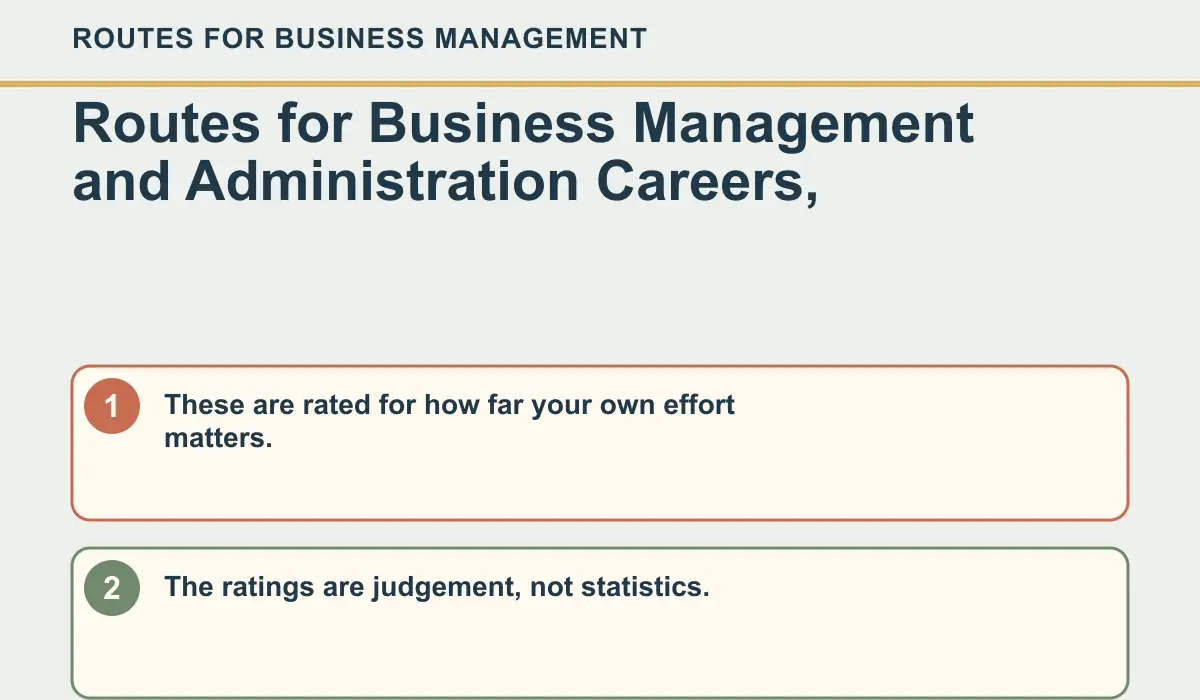 ROUTES FOR BUSINESS MANAGEMENT
Routes for Business Management
and Administration Careers,
1
These are rated for how far your own effort
matters.
2
The ratings are judgement, not statistics.